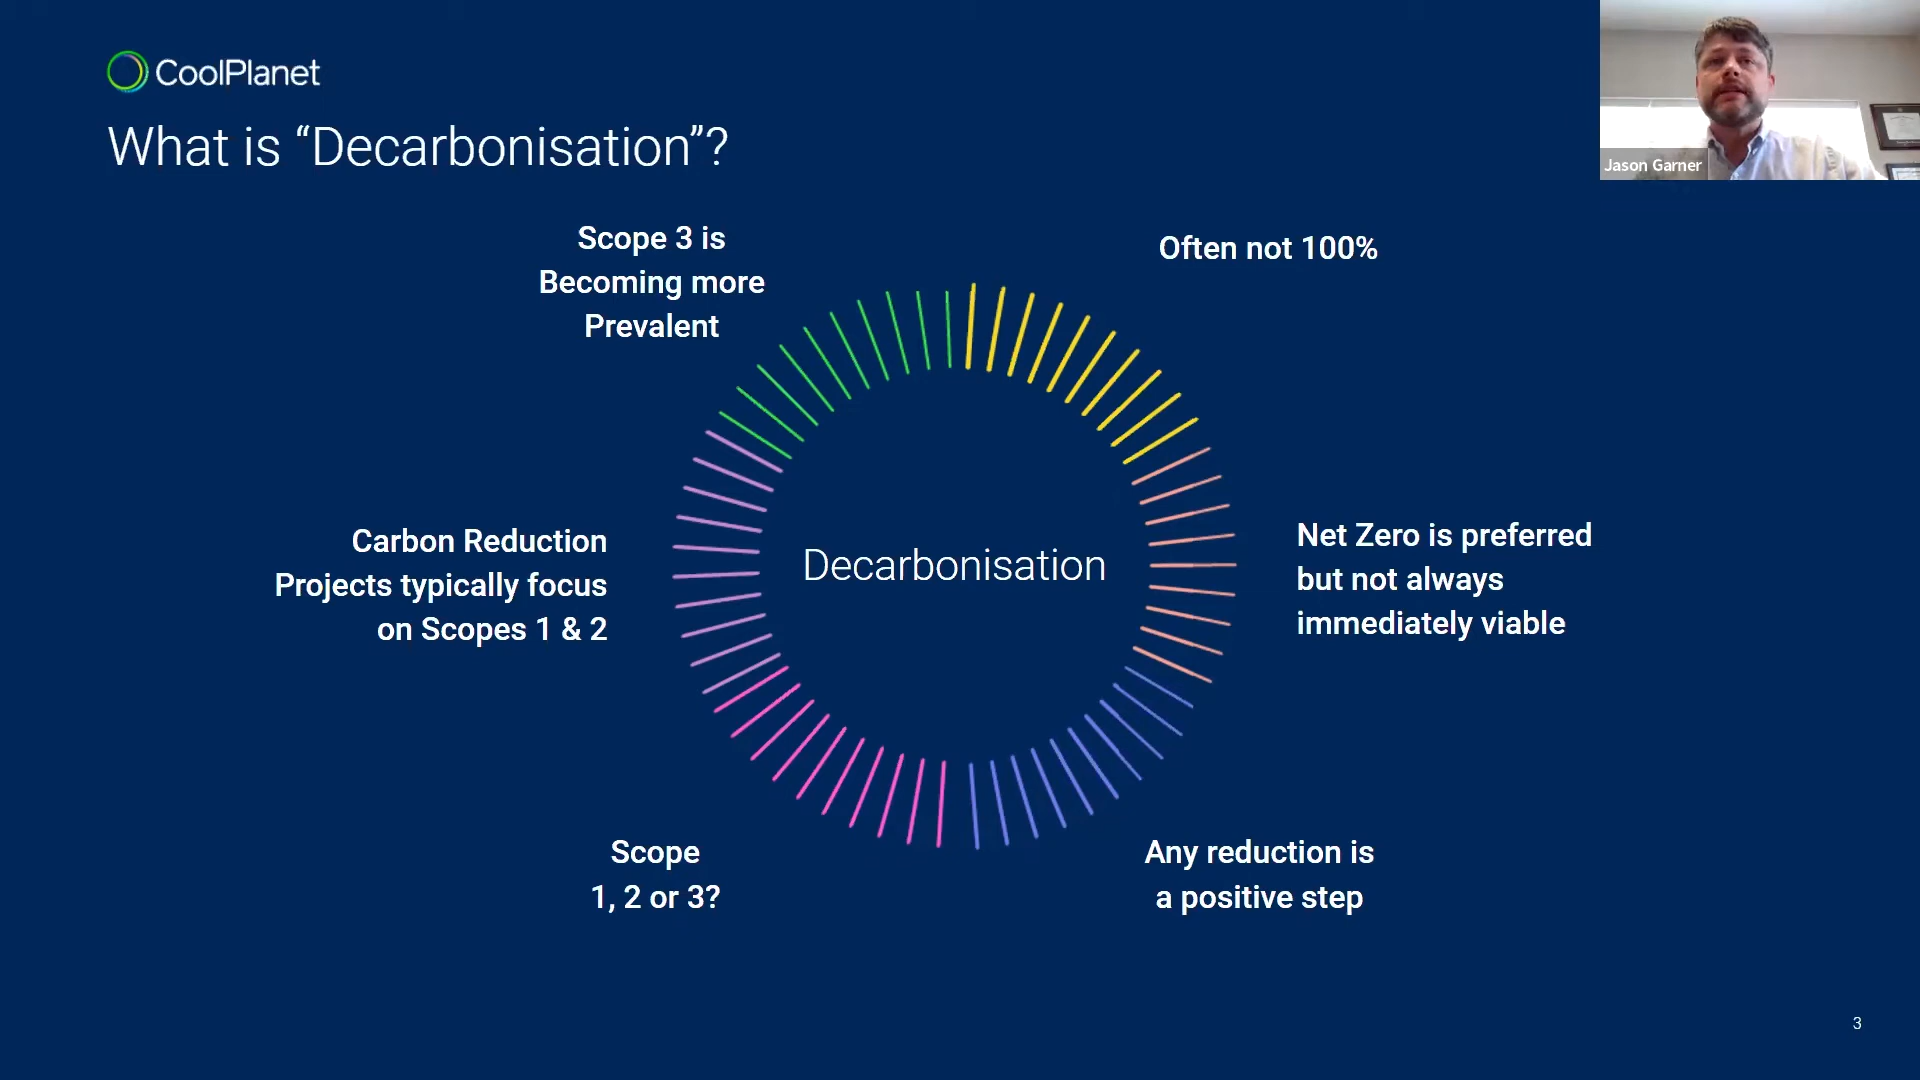 CoolPlanet
Jason Garner
What is “Decarbonisation”?
Scope 3 is
Becoming more
Prevalent
Often not 100%
Carbon Reduction
Projects typically focus
on Scopes 1 & 2
Decarbonisation
Net Zero is preferred
but not always
immediately viable
Scope
1, 2 or 3?
Any reduction is
a positive step
3